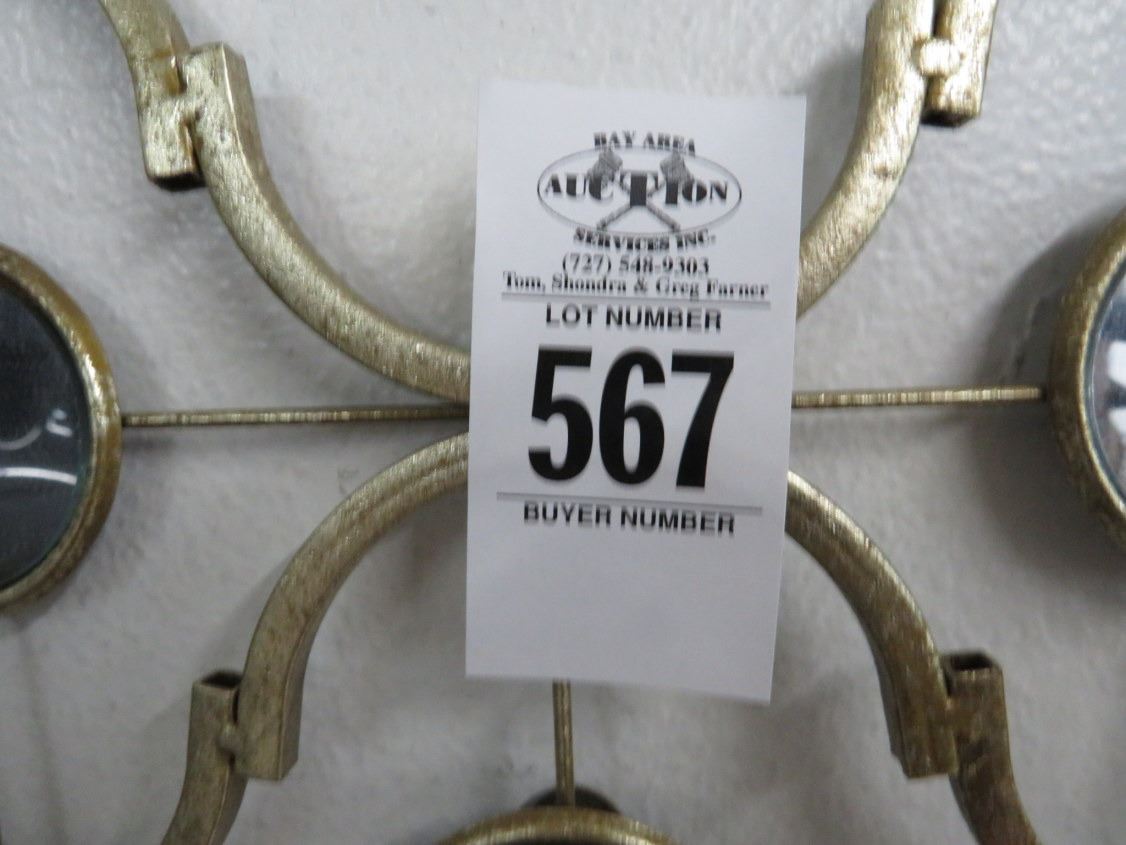 BAY AREA
AUCTION
SERVICES INC.
(727) 548-9303
Tom, Shondra & Greg Farner
LOT NUMBER
567
BUYER NUMBER